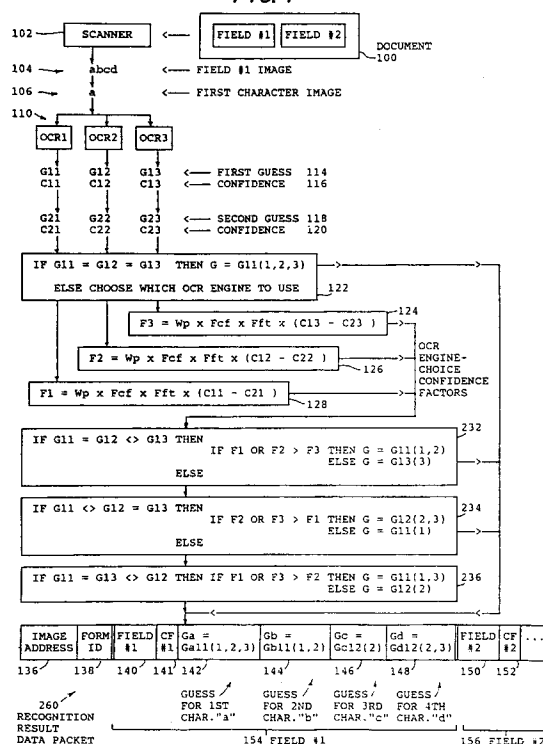 FIG. 1
102 SCANNER <— FIELD #1 FIELD #2
DOCUMENT
100
104 abcd <— FIELD #1 IMAGE
106 a <— FIRST CHARACTER IMAGE
110
OCR1 OCR2 OCR3
G11 G12 G13 <— FIRST GUESS 114
C11 C12 C13 <— CONFIDENCE 116
G21 G22 G23 <— SECOND GUESS 118
C21 C22 C23 <— CONFIDENCE 120
IF G11 = G12 = G13 THEN G = G11(1,2,3)
ELSE CHOOSE WHICH OCR ENGINE TO USE
122
124
F3 = Wp x Fcf x Fft x (C13 - C23 )
F2 = Wp x Fcf x Fft x (C12 - C22 )
126
F1 = Wp x Fcf x Fft x (C11 - C21 )
128
OCR
ENGINE-
CHOICE
CONFIDENCE
FACTORS
232
IF G11 = G12 <> G13 THEN
IF F1 OR F2 > F3 THEN G = G11(1,2)
ELSE G = G13(3)
ELSE
234
IF G11 <> G12 = G13 THEN
IF F2 OR F3 > F1 THEN G = G12(2,3)
ELSE G = G11(1)
ELSE
IF G11 = G13 <> G12 THEN IF F1 OR F3 > F2 THEN G = G11(1,3)
ELSE G = G12(2)
236
IMAGE FORM FIELD CF Ga = Gb = Gc = Gd = FIELD CF ...
ADDRESS ID #1 #1 Ga11(1,2,3) Gb11(1,2) Gc12(2) Gd12(2,3) #2 #2
136 138 140 141 142 144 146 148 150 152
GUESS GUESS GUESS GUESS
FOR 1ST FOR 2ND FOR 3RD FOR 4TH
CHAR."a" CHAR."b" CHAR."c" CHAR."d"
260
RECOGNITION
RESULT
DATA PACKET
154 FIELD #1 156 FIELD #2